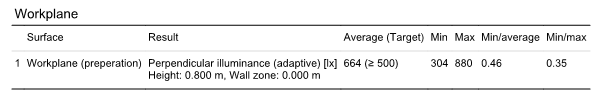 Workplane
Surface Result Average (Target) Min Max Min/average Min/max
1 Workplane (preperation) Perpendicular illuminance (adaptive) [lx] 664 (≥ 500) 304 880 0.46 0.35
Height: 0.800 m, Wall zone: 0.000 m